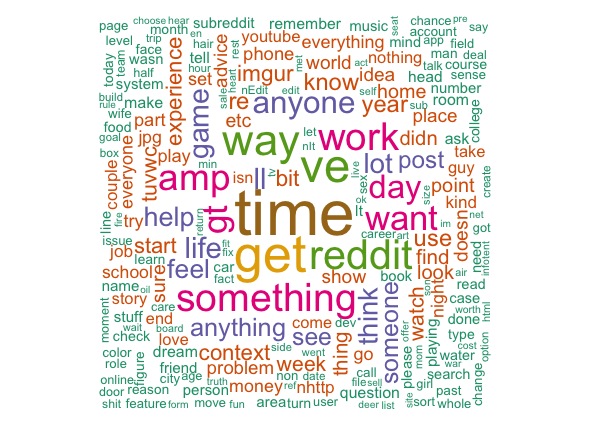 page choose hear en seat chance pre
month trip subreddit remember music account say
level face hair youtube everything mind app field
today team wasn tell rest phone met act man deal
half hour advice world nothing talk course
system set heart imgur know idea head sense
build make experience sale nEdit edit self home number
rule wife part re anyone year sub room college
food game etc let way work place
goal jpg nIt didn ask
box everyone play min isn ll bit ve lot post take
couple tuvwc amp sex live day guy create
try gt time ok size point kind
line fire help return lt want doesn net
issue start life fit get career art im use got
job learn feel fix reddit find need infotent
school sure car show book look air
name oil fact something think someone night son read
story care watch case html
moment stuff end anything come dev see offer mom worth
wait board thing please playing done option
check love context side went go type cost
color dream week call water war
role figure friend problem non date file sell girl search
online city age truth money ref nhttp question site past change
door reason person area turn user deer list sort whole
shit feature form move fun